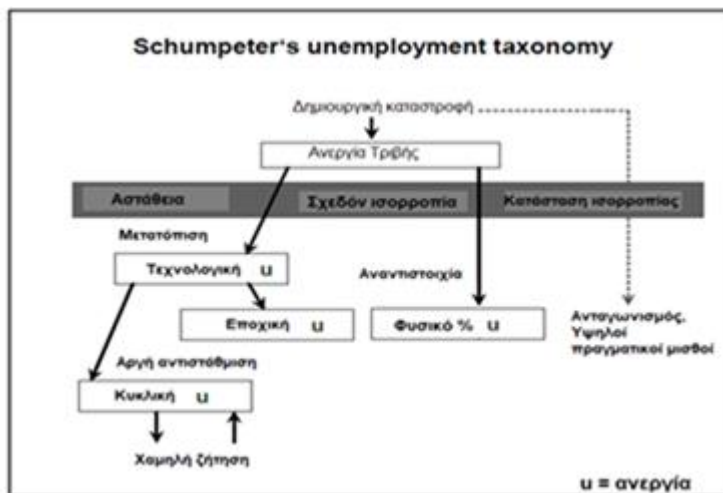 Schumpeter‘s unemployment taxonomy
Δημιουργική καταστροφή
Ανεργία Τριβής
Αστάθεια
Σχεδόν ισορροπία
Κατάσταση ισορροπίας
Μετατόπιση
Τεχνολογική u
Αναντιστοιχία
Εποχική u
Φυσικό % u
Ανταγωνισμός,
Υψηλοί
πραγματικοί μισθοί
Αργή αντιστάθμιση
Κυκλική u
Χαμηλή ζήτηση
u = ανεργία